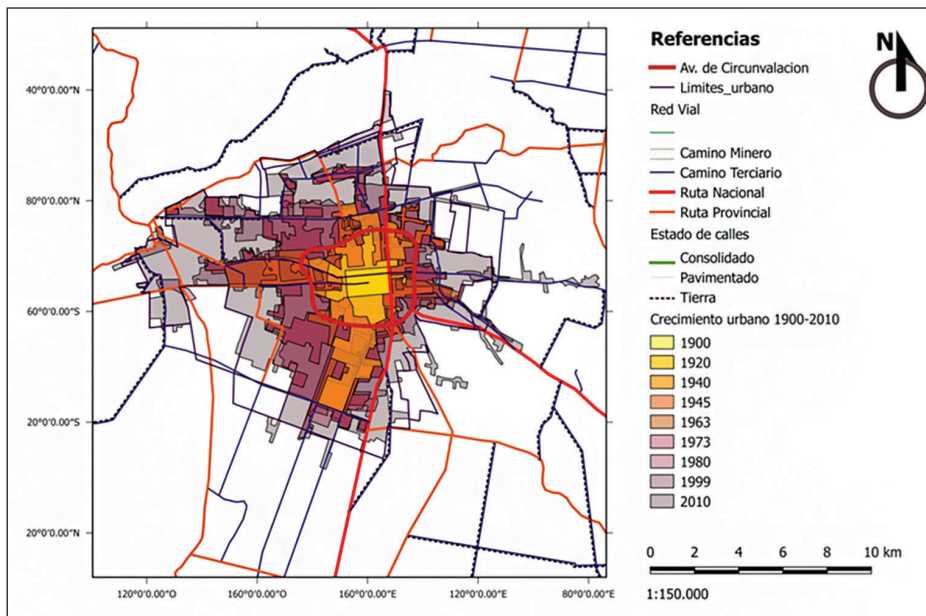 Referencias
N
Av. de Circunvalacion
Limites_urbano
Red Vial
Camino Minero
Camino Terciario
Ruta Nacional
Ruta Provincial
Estado de calles
Consolidado
Pavimentado
Tierra
Crecimiento urbano 1900-2010
1900
1920
1940
1945
1963
1973
1980
1999
2010
0 2 4 6 8 10 km
1:150.000
40°0'0.00"N
80°0'0.00"N
60°0'0.00"S
20°0'0.00"S
20°0'0.00"N
120°0'0.00"O 160°0'0.00"O 160°0'0.00"E 120°0'0.00"E 80°0'0.00"E